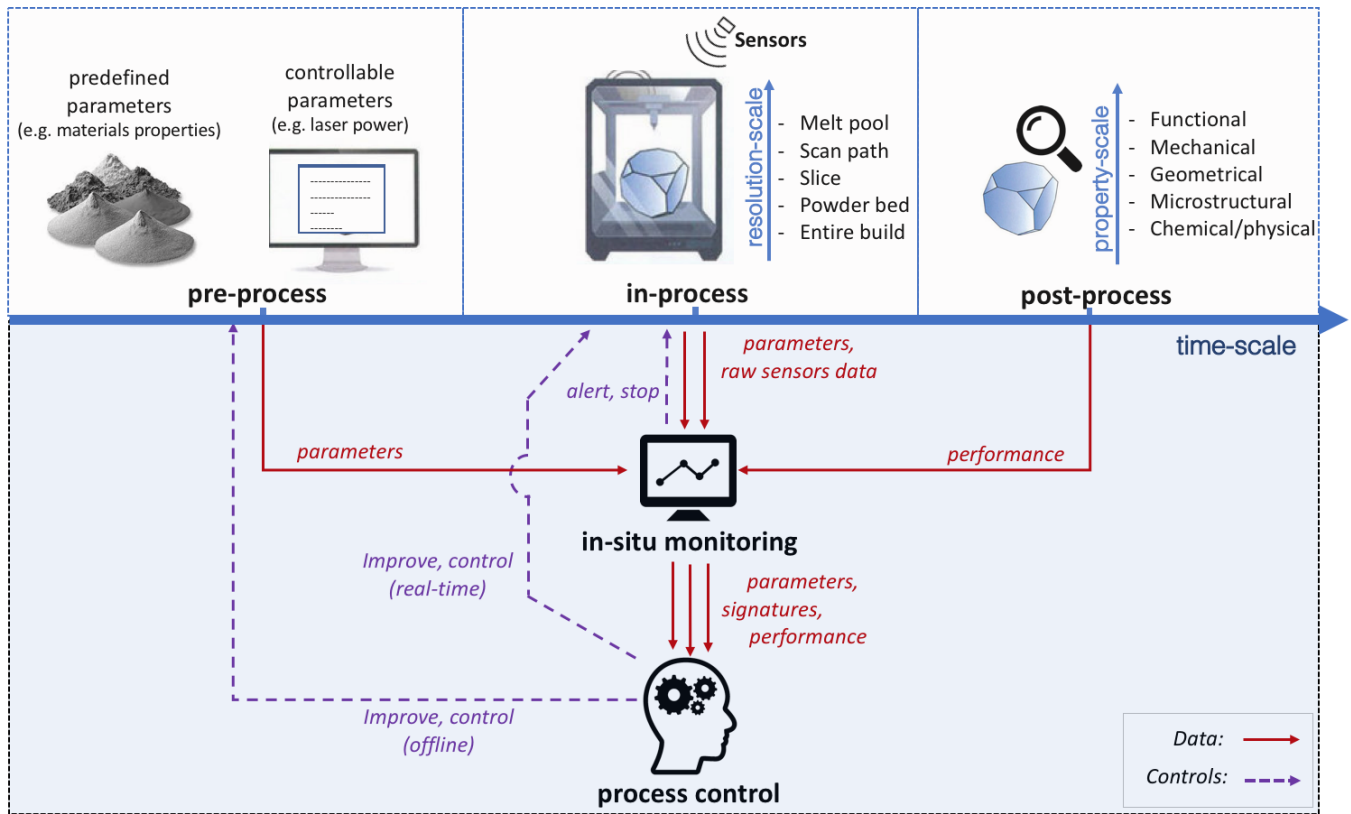 predefined
parameters
(e.g. materials properties)
controllable
parameters
(e.g. laser power)
pre-process
Sensors
resolution-scale
- Melt pool
- Scan path
- Slice
- Powder bed
- Entire build
in-process
property-scale
- Functional
- Mechanical
- Geometrical
- Microstructural
- Chemical/physical
post-process
time-scale
parameters,
raw sensors data
alert, stop
parameters
performance
in-situ monitoring
Improve, control
(real-time)
parameters,
signatures,
performance
Improve, control
(offline)
process control
Data:
Controls: